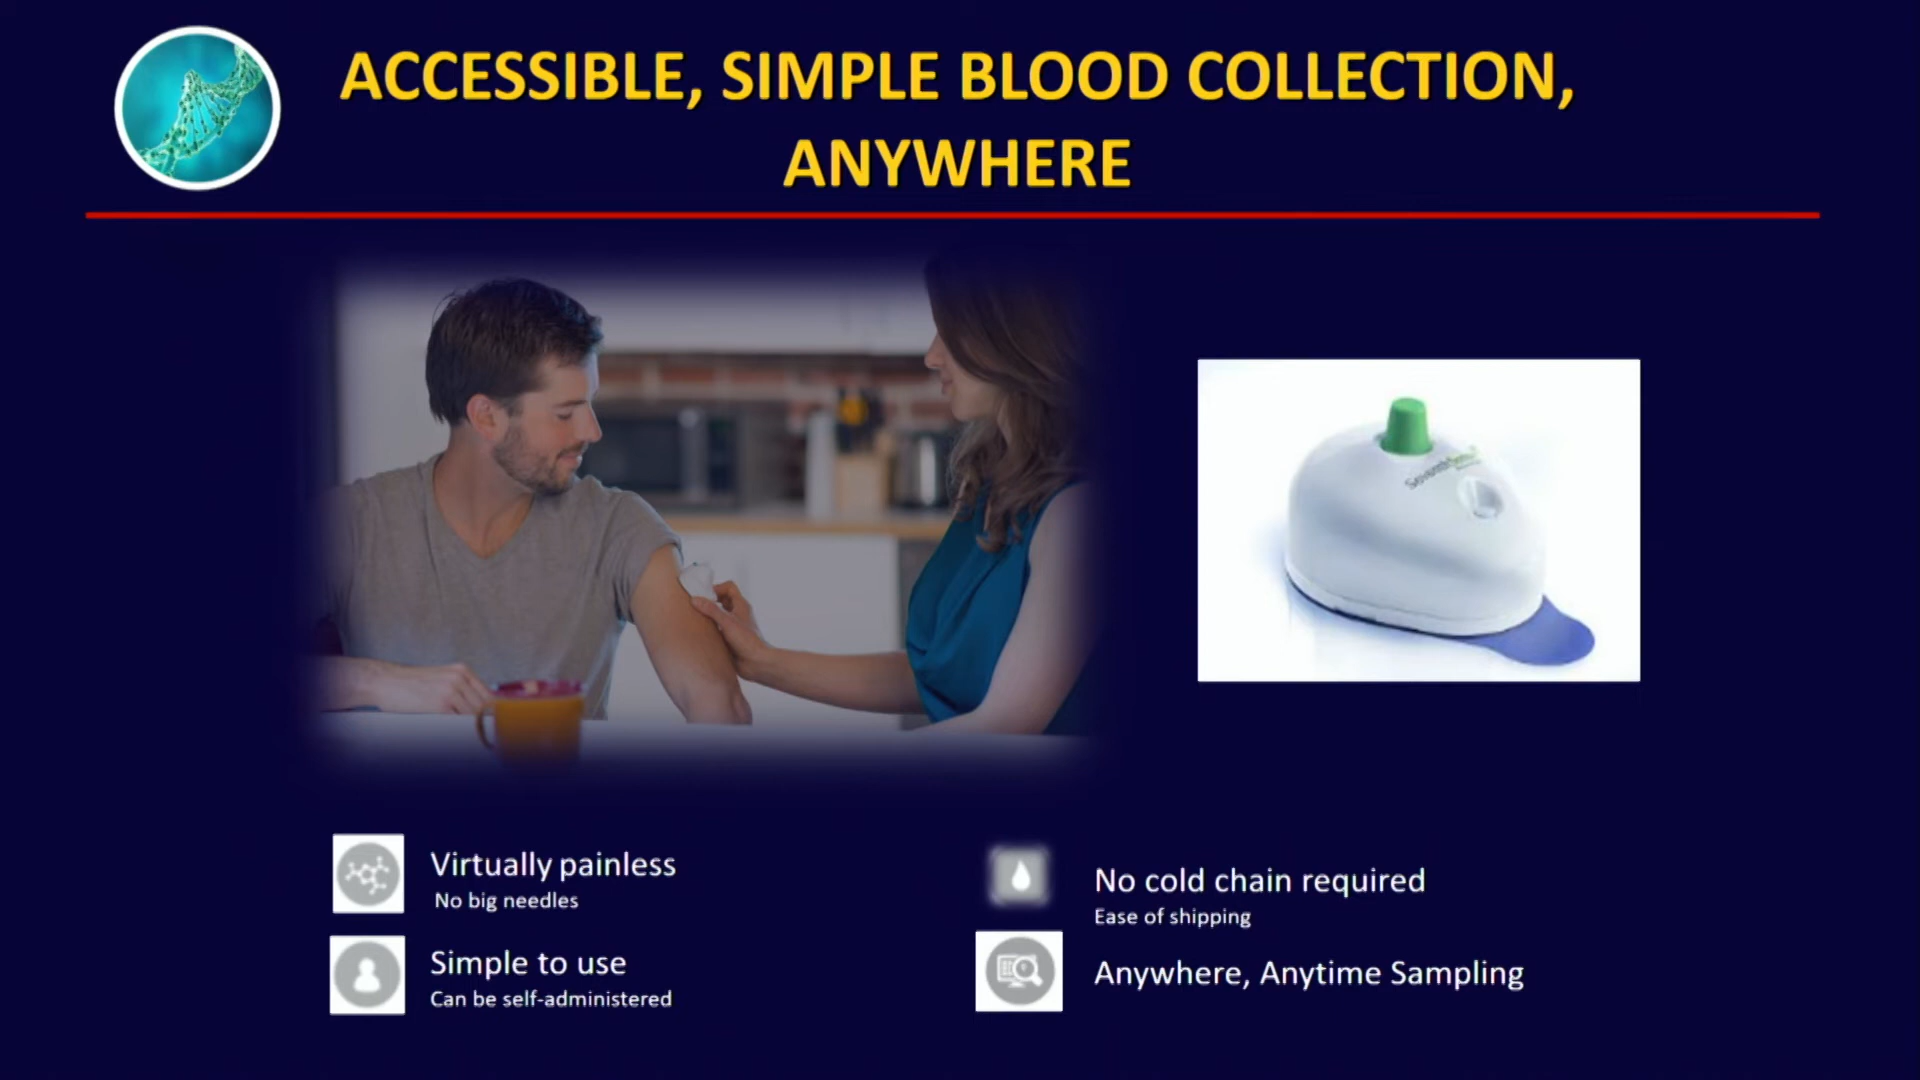 ACCESSIBLE, SIMPLE BLOOD COLLECTION,
ANYWHERE
Virtually painless
No big needles
Simple to use
Can be self-administered
No cold chain required
Ease of shipping
Anywhere, Anytime Sampling